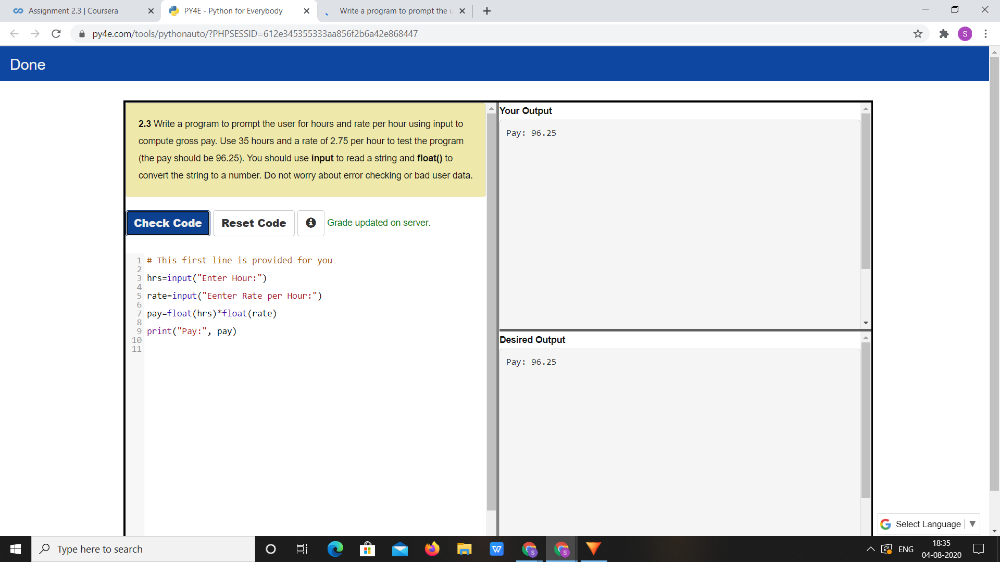 Assignment 2.3 | Coursera
PY4E - Python for Everybody
Write a program to prompt the u
py4e.com/tools/pythonauto/?PHPSESSID=612e345355333aa856f2b6a42e868447
S
Done
2.3 Write a program to prompt the user for hours and rate per hour using input to
compute gross pay. Use 35 hours and a rate of 2.75 per hour to test the program
(the pay should be 96.25). You should use input to read a string and float() to
convert the string to a number. Do not worry about error checking or bad user data.
Check Code
Reset Code
Grade updated on server.
1 # This first line is provided for you
2
3 hrs=input("Enter Hour:")
4
5 rate=input("Eenter Rate per Hour:")
6
7 pay=float(hrs)*float(rate)
8
9 print("Pay:", pay)
10
11
Your Output
Pay: 96.25
Desired Output
Pay: 96.25
G Select Language
Type here to search
W
S
S
ENG
18:35
04-08-2020